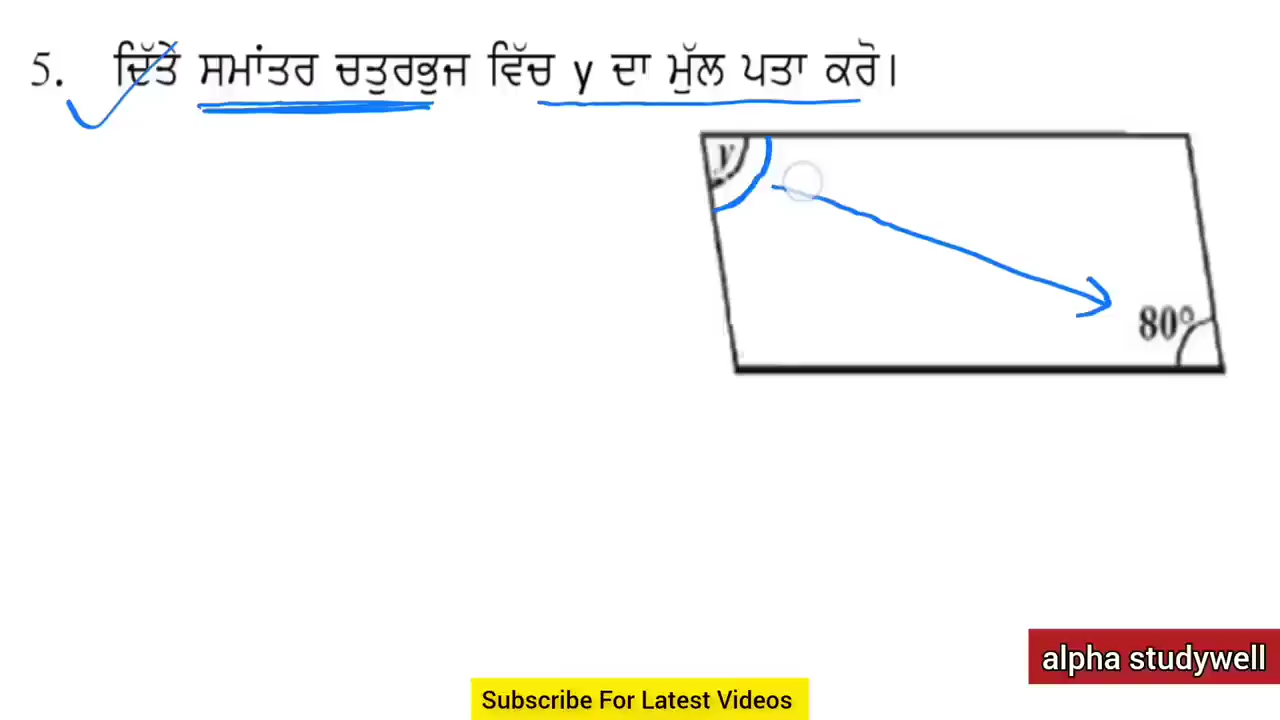 5. ਦਿੱਤੇ ਸਮਾਂਤਰ ਚਤੁਰਭੁਜ ਵਿੱਚ y ਦਾ ਮੁੱਲ ਪਤਾ ਕਰੋ।
y
80°
alpha studywell
Subscribe For Latest Videos